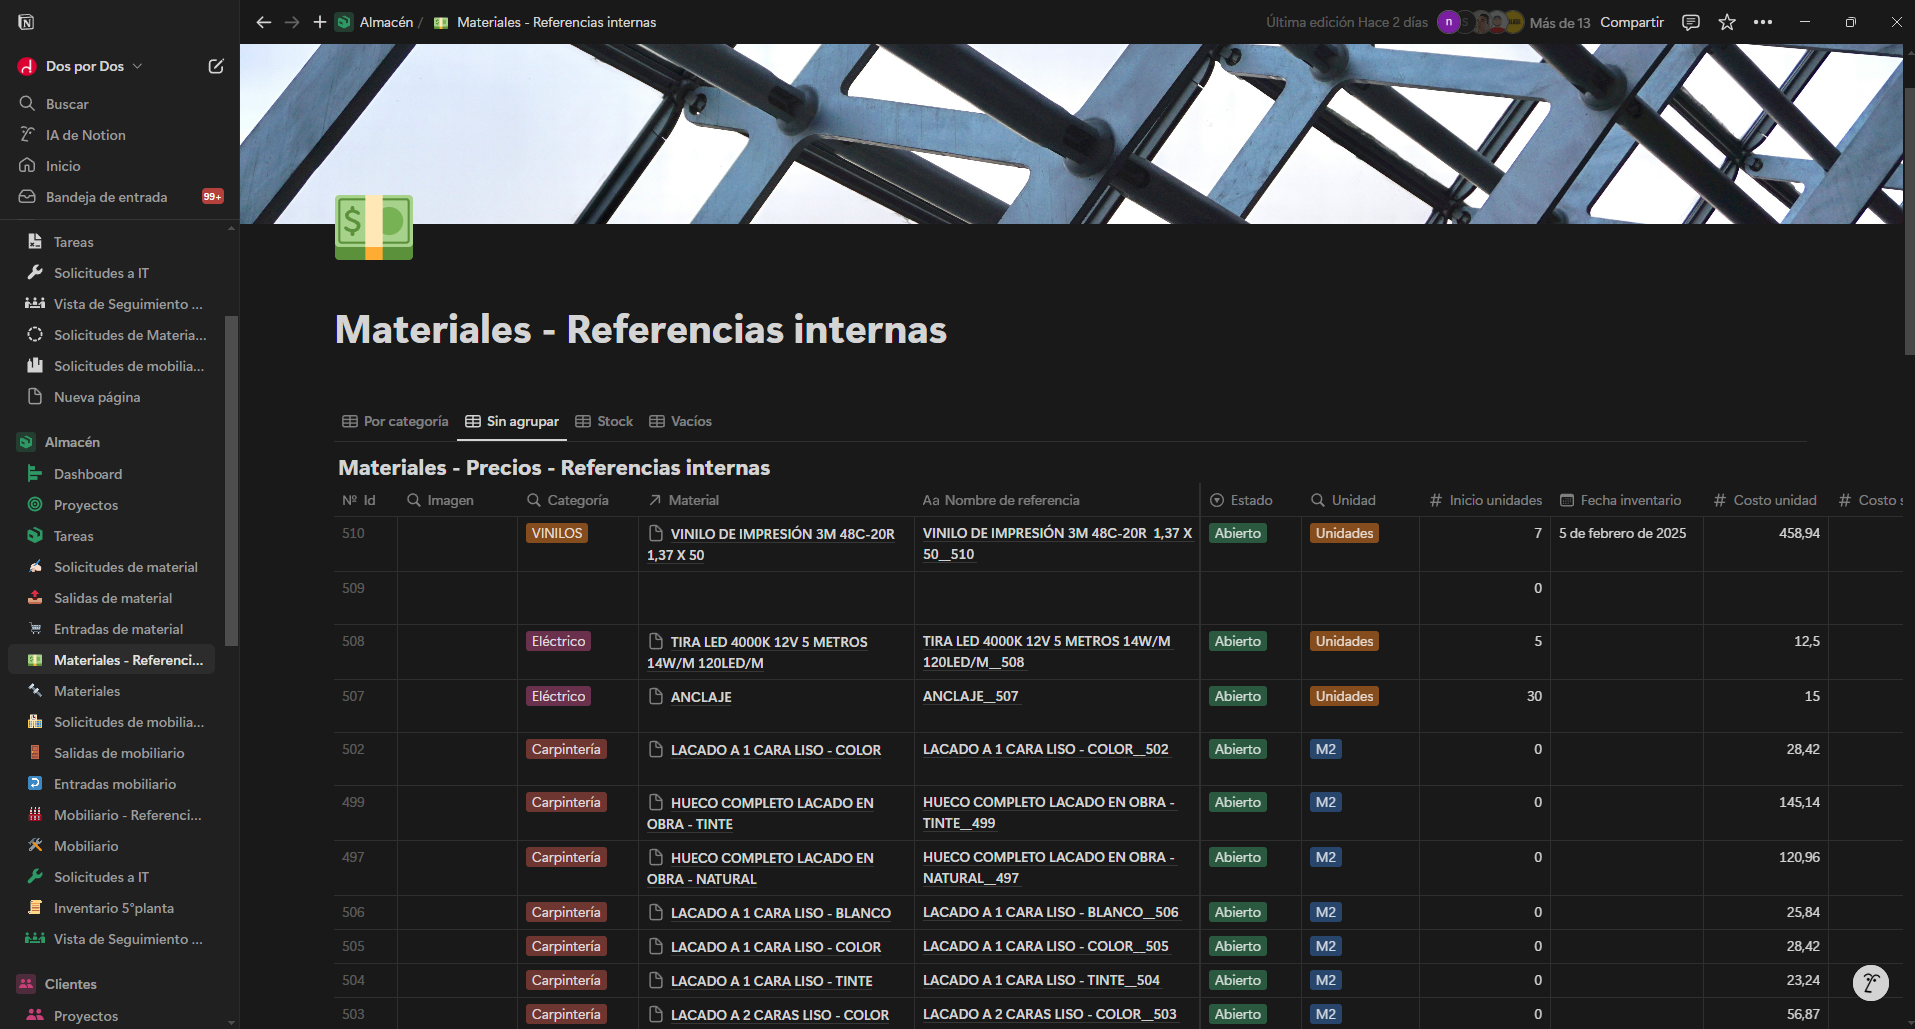 Almacén / Materiales - Referencias internas
Última edición Hace 2 días
n
Más de 13
Compartir
Dos por Dos
Buscar
IA de Notion
Inicio
Bandeja de entrada
99+
Tareas
Solicitudes a IT
Vista de Seguimiento ...
Solicitudes de Materia...
Solicitudes de mobilia...
Nueva página
Almacén
Dashboard
Proyectos
Tareas
Solicitudes de material
Salidas de material
Entradas de material
Materiales - Referenci...
Materiales
Solicitudes de mobilia...
Salidas de mobiliario
Entradas mobiliario
Mobiliario - Referenci...
Mobiliario
Solicitudes a IT
Inventario 5°planta
Vista de Seguimiento ...
Clientes
Proyectos
Materiales - Referencias internas
Por categoría
Sin agrupar
Stock
Vacíos
Materiales - Precios - Referencias internas
Nº Id
Imagen
Categoría
Material
Aa Nombre de referencia
Estado
Unidad
# Inicio unidades
Fecha inventario
# Costo unidad
# Costo s
510
VINILOS
VINILO DE IMPRESIÓN 3M 48C-20R
1,37 X 50
VINILO DE IMPRESIÓN 3M 48C-20R 1,37 X
50__510
Abierto
Unidades
7
5 de febrero de 2025
458,94
509
0
508
Eléctrico
TIRA LED 4000K 12V 5 METROS
14W/M 120LED/M
TIRA LED 4000K 12V 5 METROS 14W/M
120LED/M__508
Abierto
Unidades
5
12,5
507
Eléctrico
ANCLAJE
ANCLAJE__507
Abierto
Unidades
30
15
502
Carpintería
LACADO A 1 CARA LISO - COLOR
LACADO A 1 CARA LISO - COLOR__502
Abierto
M2
0
28,42
499
Carpintería
HUECO COMPLETO LACADO EN
OBRA - TINTE
HUECO COMPLETO LACADO EN OBRA -
TINTE__499
Abierto
M2
0
145,14
497
Carpintería
HUECO COMPLETO LACADO EN
OBRA - NATURAL
HUECO COMPLETO LACADO EN OBRA -
NATURAL__497
Abierto
M2
0
120,96
506
Carpintería
LACADO A 1 CARA LISO - BLANCO
LACADO A 1 CARA LISO - BLANCO__506
Abierto
M2
0
25,84
505
Carpintería
LACADO A 1 CARA LISO - COLOR
LACADO A 1 CARA LISO - COLOR__505
Abierto
M2
0
28,42
504
Carpintería
LACADO A 1 CARA LISO - TINTE
LACADO A 1 CARA LISO - TINTE__504
Abierto
M2
0
23,24
503
Carpintería
LACADO A 2 CARAS LISO - COLOR
LACADO A 2 CARAS LISO - COLOR__503
Abierto
M2
0
56,87